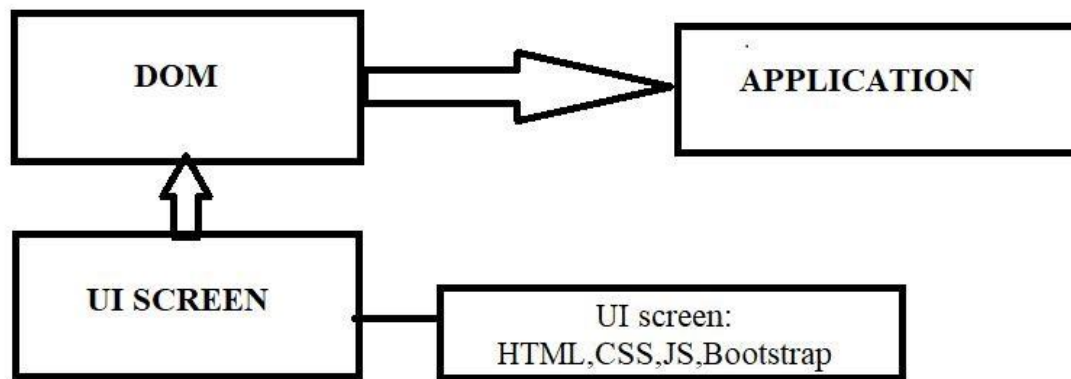 DOM
APPLICATION
UI SCREEN
UI screen:
HTML,CSS,JS,Bootstrap